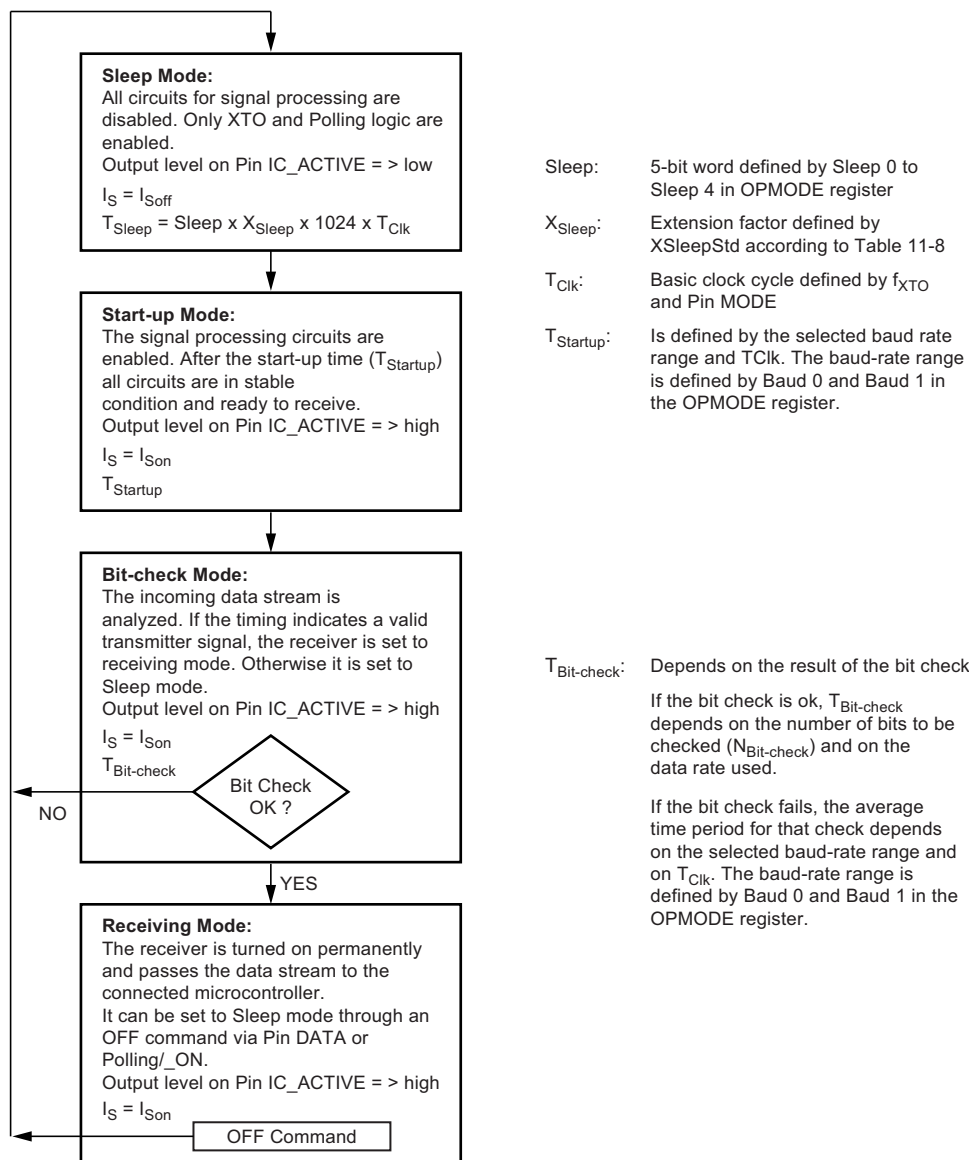 Sleep Mode:
All circuits for signal processing are
disabled. Only XTO and Polling logic are
enabled.
Output level on Pin IC_ACTIVE = > low
IS = ISoff
TSleep = Sleep x XSleep x 1024 x TClk
Start-up Mode:
The signal processing circuits are
enabled. After the start-up time (TStartup)
all circuits are in stable
condition and ready to receive.
Output level on Pin IC_ACTIVE = > high
IS = ISon
TStartup
Bit-check Mode:
The incoming data stream is
analyzed. If the timing indicates a valid
transmitter signal, the receiver is set to
receiving mode. Otherwise it is set to
Sleep mode.
Output level on Pin IC_ACTIVE = > high
IS = ISon
TBit-check
Bit Check
OK ?
NO
YES
Receiving Mode:
The receiver is turned on permanently
and passes the data stream to the
connected microcontroller.
It can be set to Sleep mode through an
OFF command via Pin DATA or
Polling/_ON.
Output level on Pin IC_ACTIVE = > high
IS = ISon
OFF Command
Sleep: 5-bit word defined by Sleep 0 to
Sleep 4 in OPMODE register
XSleep: Extension factor defined by
XSleepStd according to Table 11-8
TClk: Basic clock cycle defined by fXTO
and Pin MODE
TStartup: Is defined by the selected baud rate
range and TClk. The baud-rate range
is defined by Baud 0 and Baud 1 in
the OPMODE register.
TBit-check: Depends on the result of the bit check
If the bit check is ok, TBit-check
depends on the number of bits to be
checked (NBit-check) and on the
data rate used.
If the bit check fails, the average
time period for that check depends
on the selected baud-rate range and
on TClk. The baud-rate range is
defined by Baud 0 and Baud 1 in the
OPMODE register.